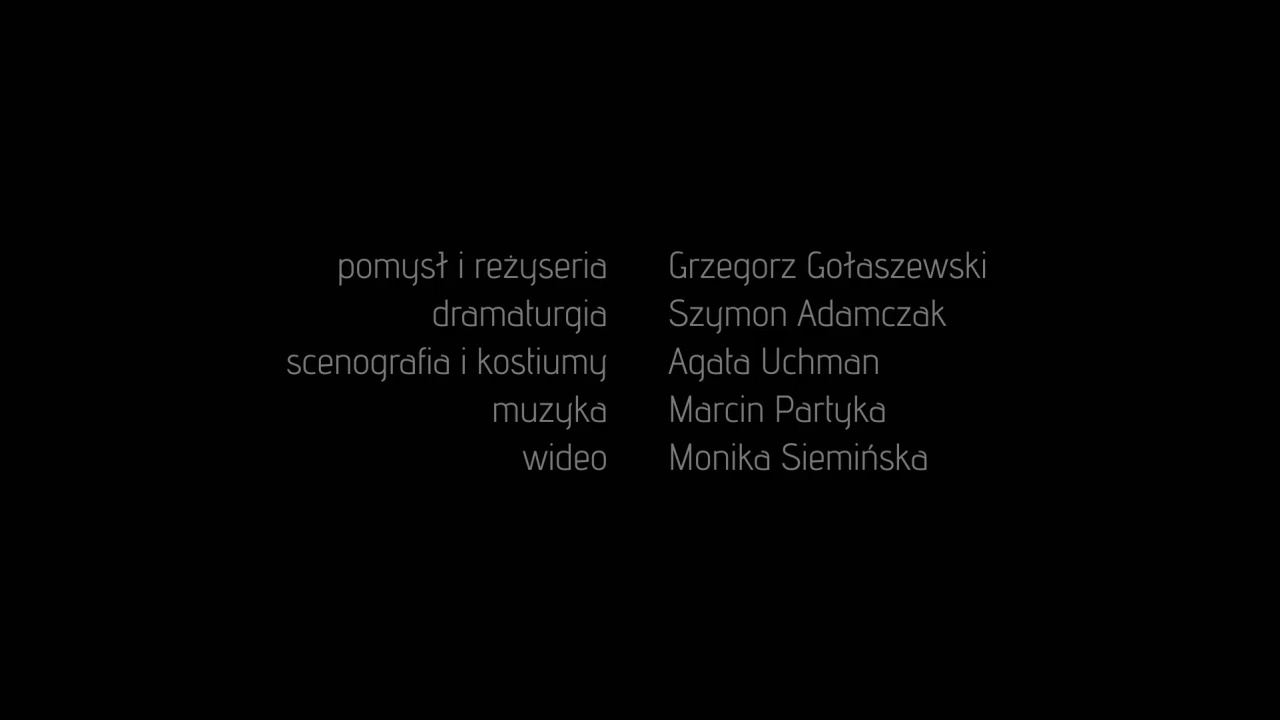 pomysł i reżyseria Grzegorz Gołaszewski
dramaturgia Szymon Adamczak
scenografia i kostiumy Agata Uchman
muzyka Marcin Partyka
wideo Monika Siemińska